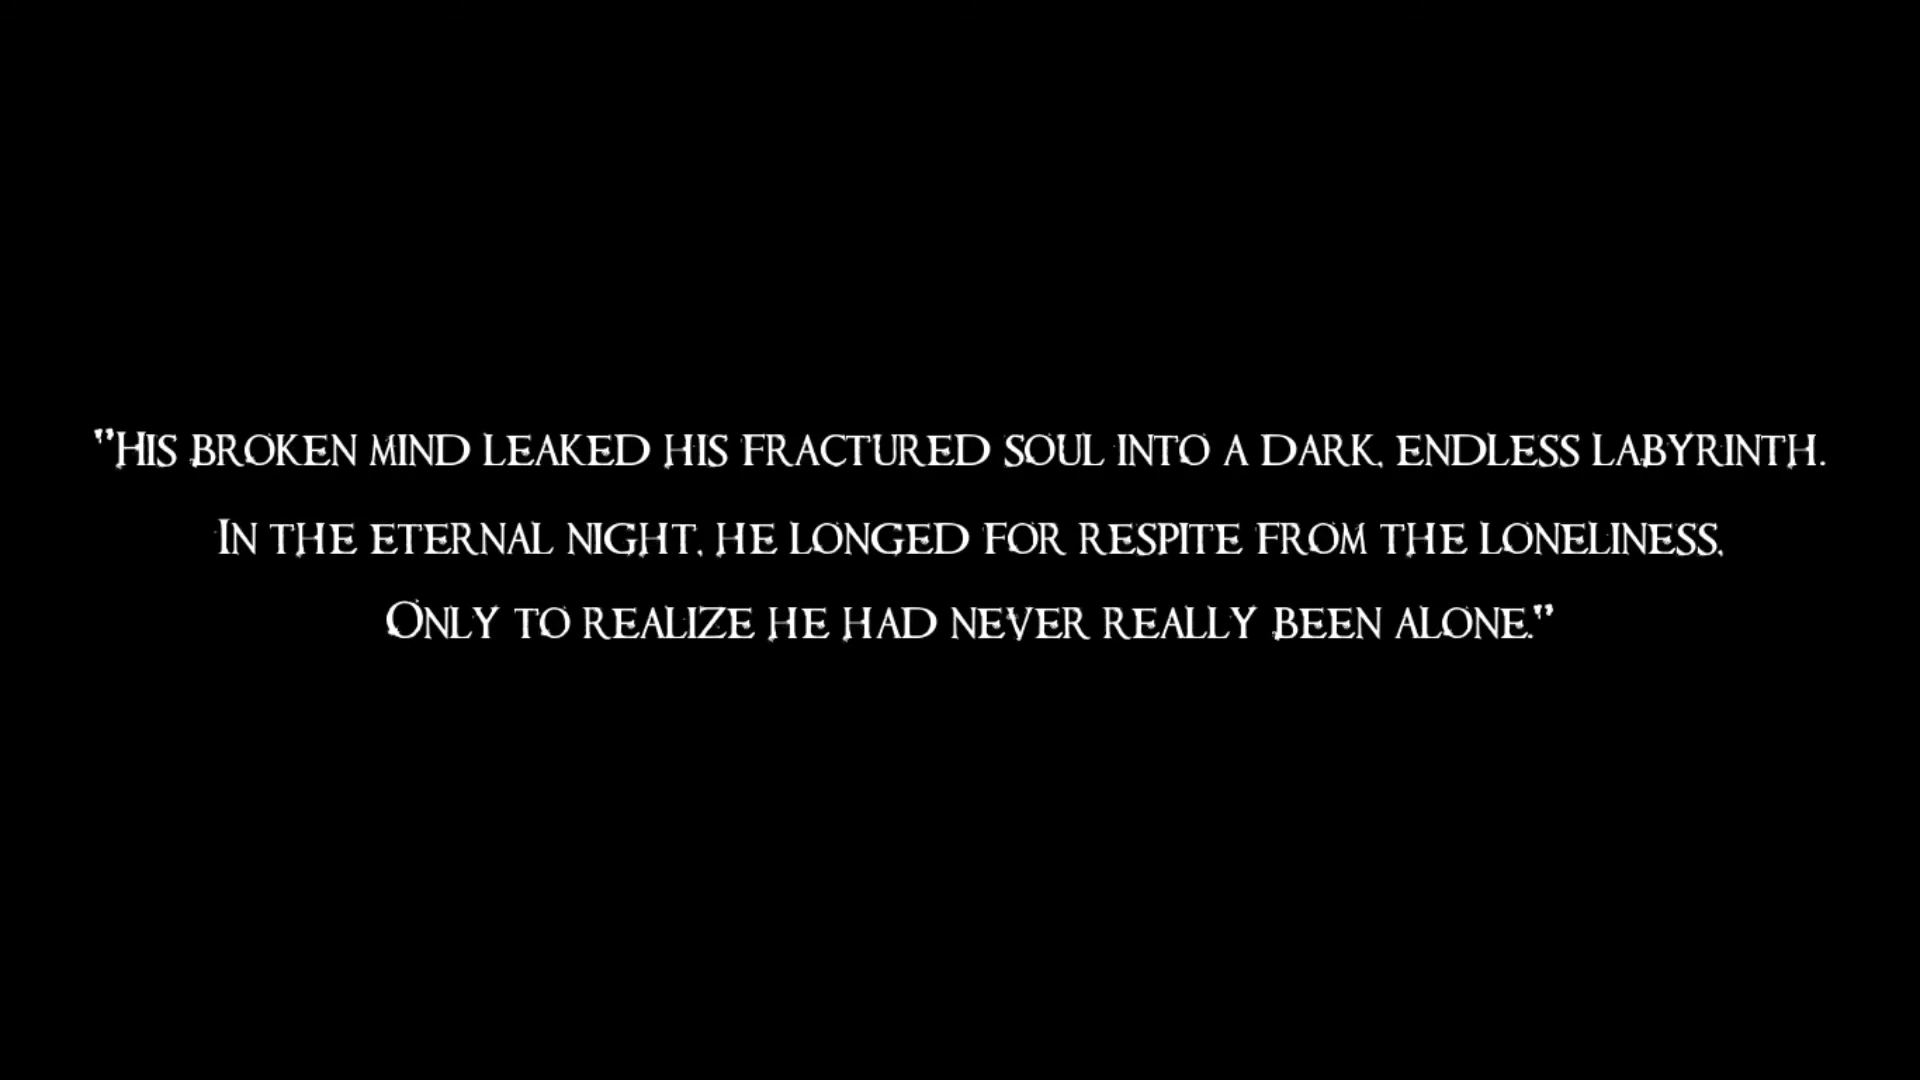 "His broken mind leaked his fractured soul into a dark, endless labyrinth.
In the eternal night, he longed for respite from the loneliness,
Only to realize he had never really been alone."